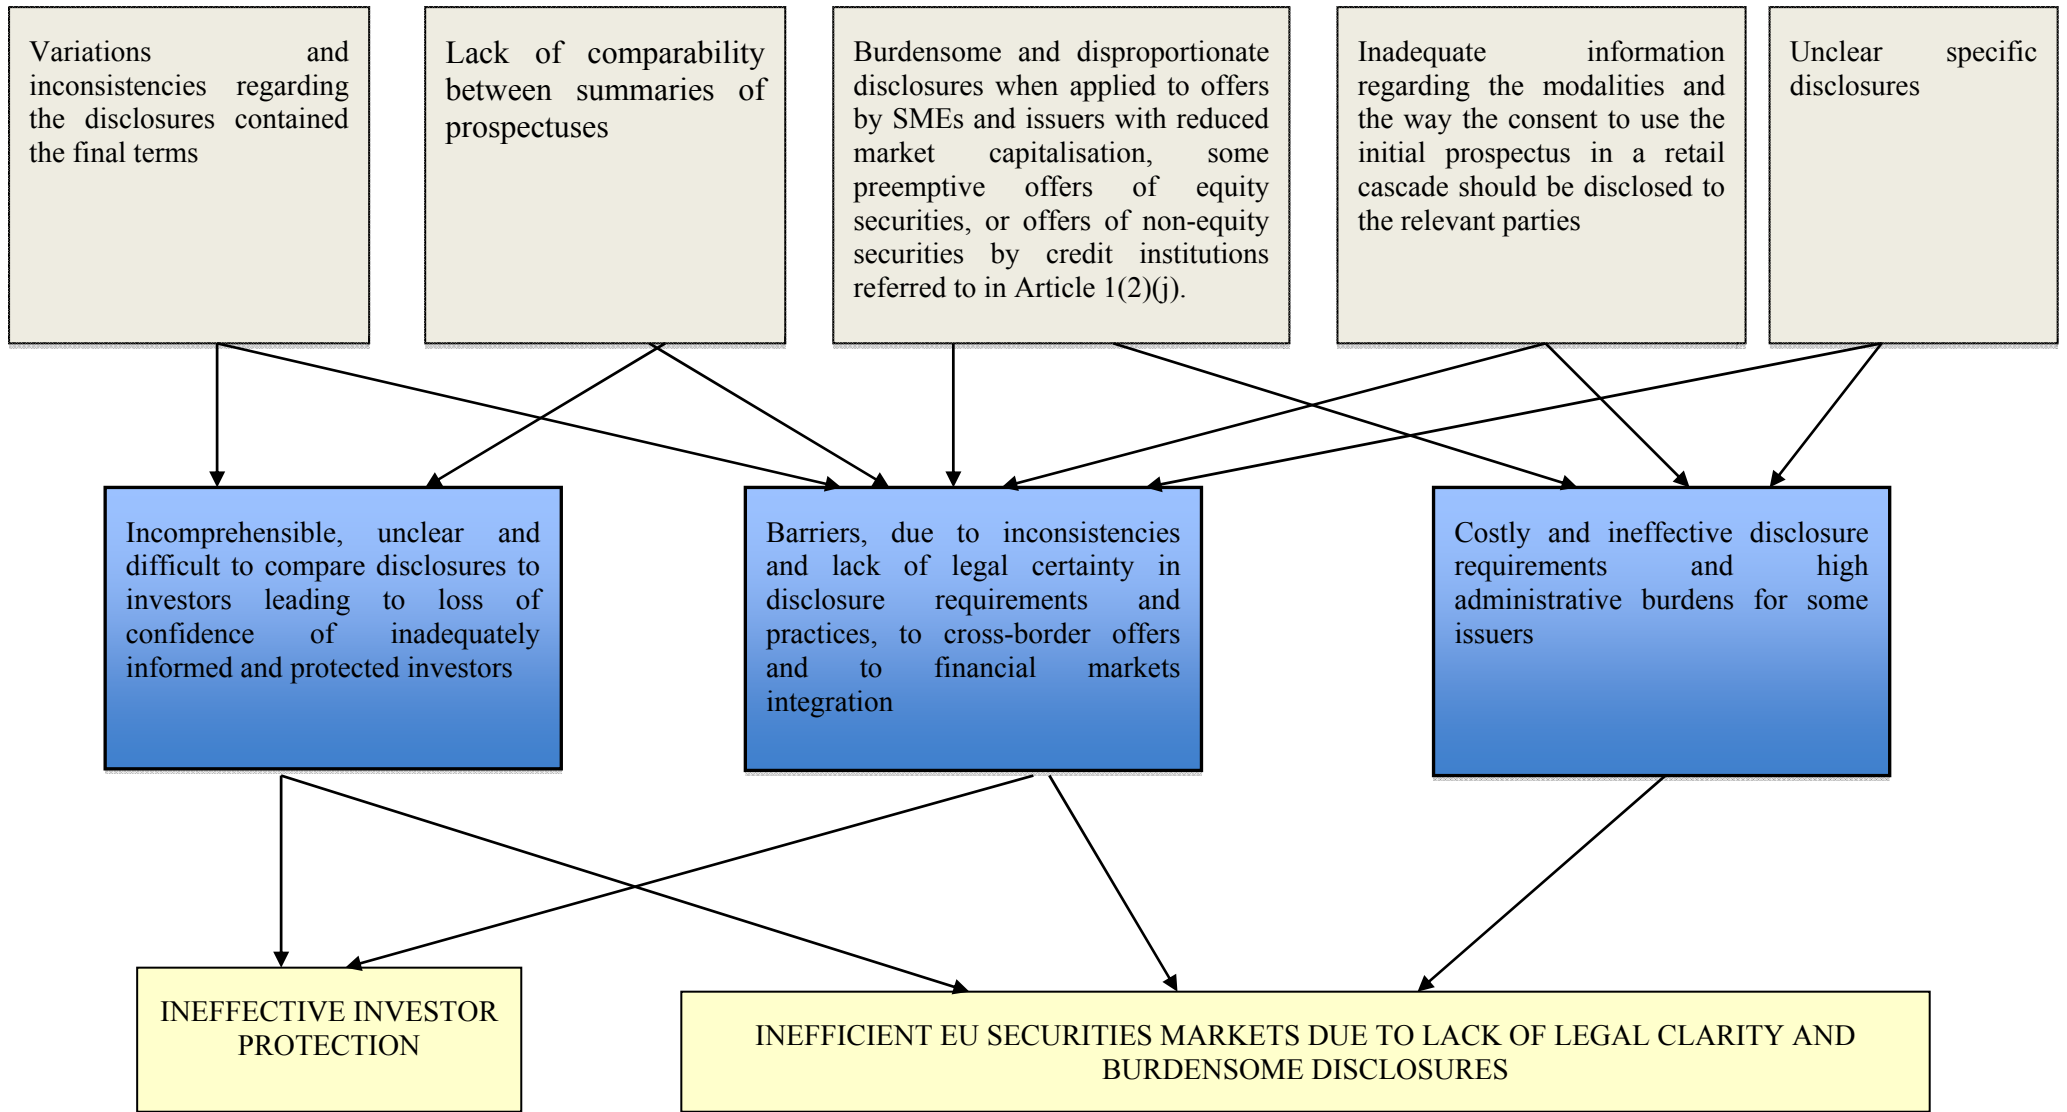 Variations and
inconsistencies regarding
the disclosures contained
the final terms
Lack of comparability
between summaries of
prospectuses
Burdensome and disproportionate
disclosures when applied to offers
by SMEs and issuers with reduced
market capitalisation, some
preemptive offers of equity
securities, or offers of non-equity
securities by credit institutions
referred to in Article 1(2)(j).
Inadequate information
regarding the modalities and
the way the consent to use the
initial prospectus in a retail
cascade should be disclosed to
the relevant parties
Unclear specific
disclosures
Incomprehensible, unclear and
difficult to compare disclosures to
investors leading to loss of
confidence of inadequately
informed and protected investors
Barriers, due to inconsistencies
and lack of legal certainty in
disclosure requirements and
practices, to cross-border offers
and to financial markets
integration
Costly and ineffective disclosure
requirements and high
administrative burdens for some
issuers
INEFFECTIVE INVESTOR
PROTECTION
INEFFICIENT EU SECURITIES MARKETS DUE TO LACK OF LEGAL CLARITY AND
BURDENSOME DISCLOSURES